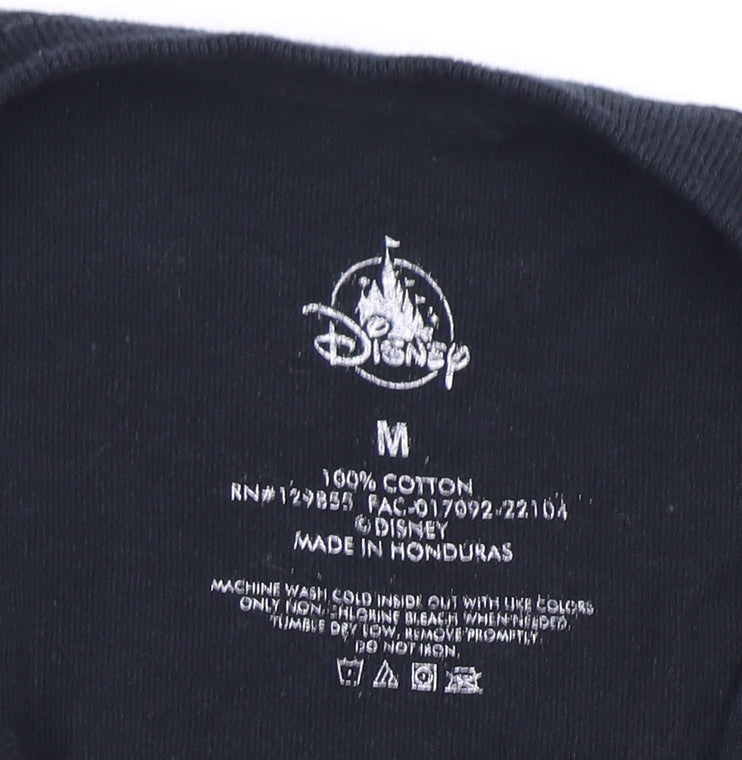 Disney
M
100% COTTON
RN#129855 FAC-017092-22104
© DISNEY
MADE IN HONDURAS
MACHINE WASH COLD INSIDE OUT WITH LIKE COLORS
ONLY NON-CHLORINE BLEACH WHEN NEEDED.
TUMBLE DRY LOW, REMOVE PROMPTLY.
DO NOT IRON.